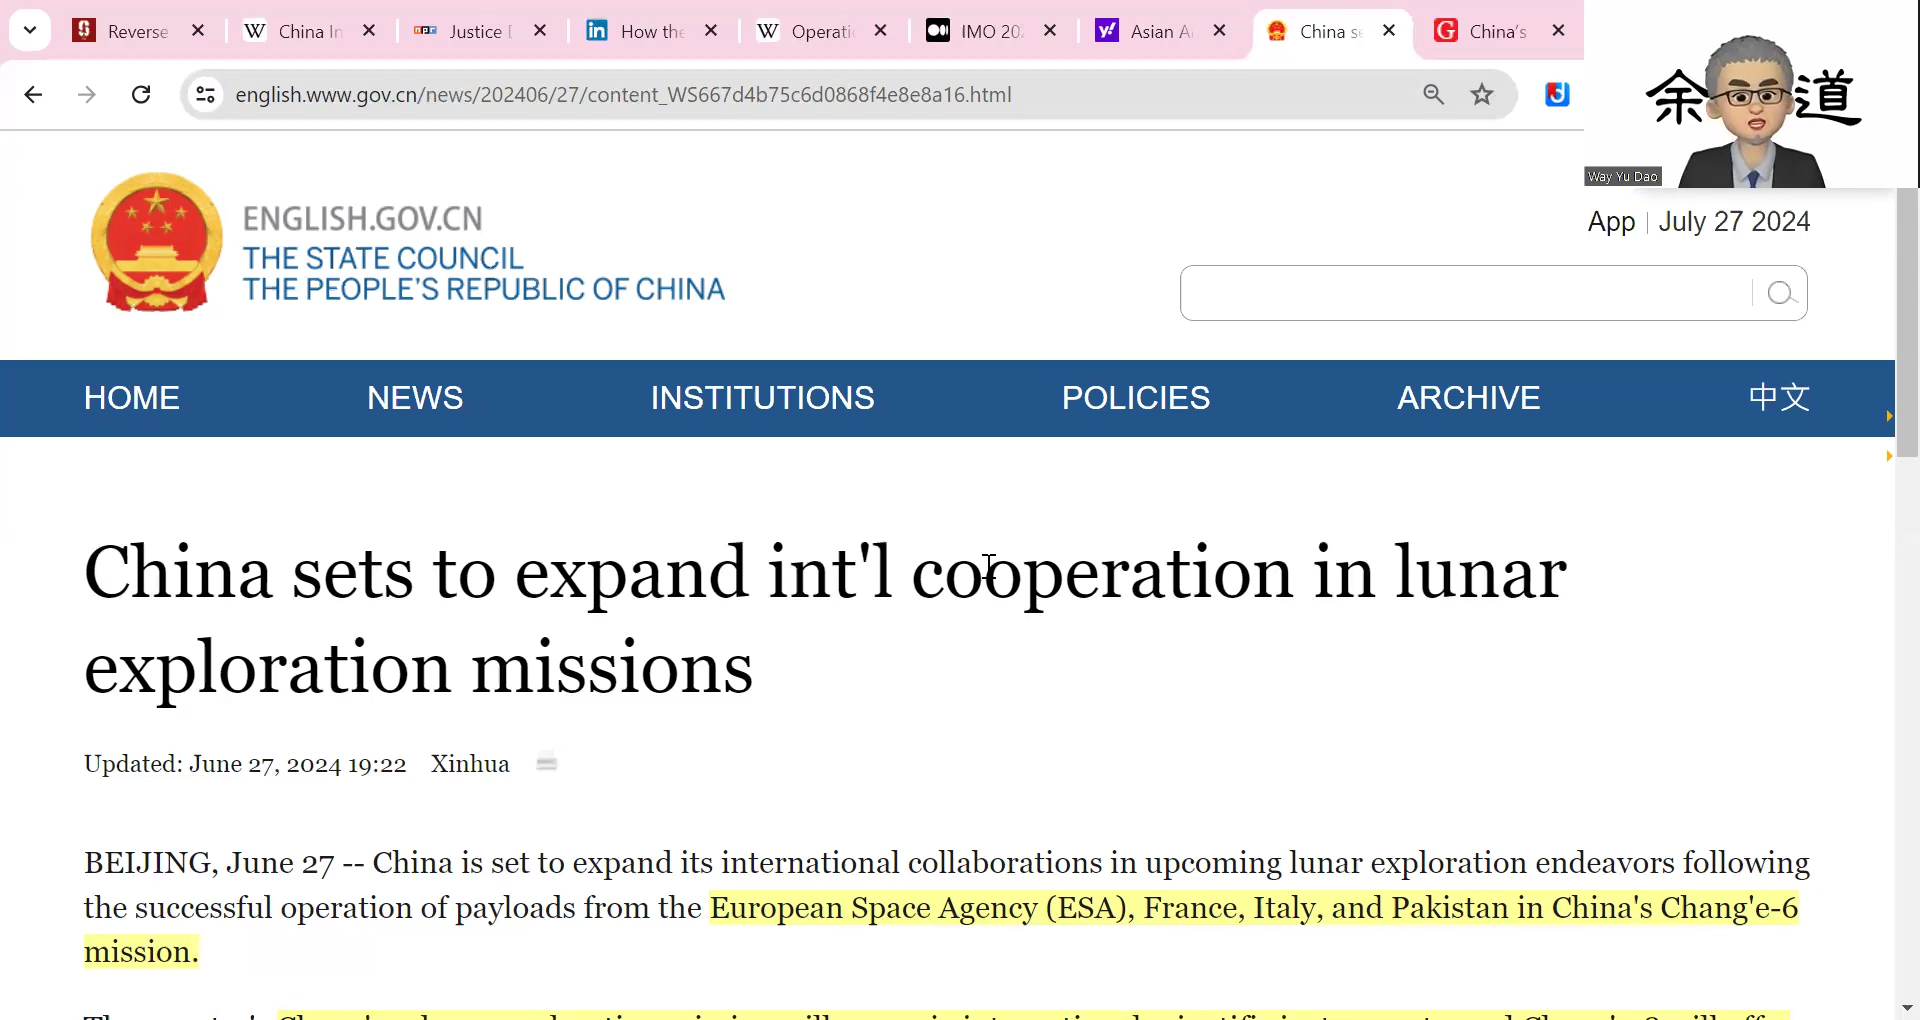 Reverse
China In
Justice D
How the
Operati
IMO 202
Asian A
China se
China's
english.www.gov.cn/news/202406/27/content_WS667d4b75c6d0868f4e8e8a16.html
余道
Way Yu Dao
ENGLISH.GOV.CN
THE STATE COUNCIL
THE PEOPLE'S REPUBLIC OF CHINA
App | July 27 2024
HOME NEWS INSTITUTIONS POLICIES ARCHIVE 中文
China sets to expand int'l cooperation in lunar
exploration missions
Updated: June 27, 2024 19:22 Xinhua
BEIJING, June 27 -- China is set to expand its international collaborations in upcoming lunar exploration endeavors following
the successful operation of payloads from the European Space Agency (ESA), France, Italy, and Pakistan in China's Chang'e-6
mission.